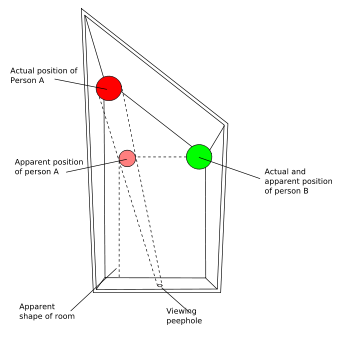 Actual position of
Person A
Apparent position
of person A
Actual and
apparent position
of person B
Apparent
shape of room
Viewing
peephole